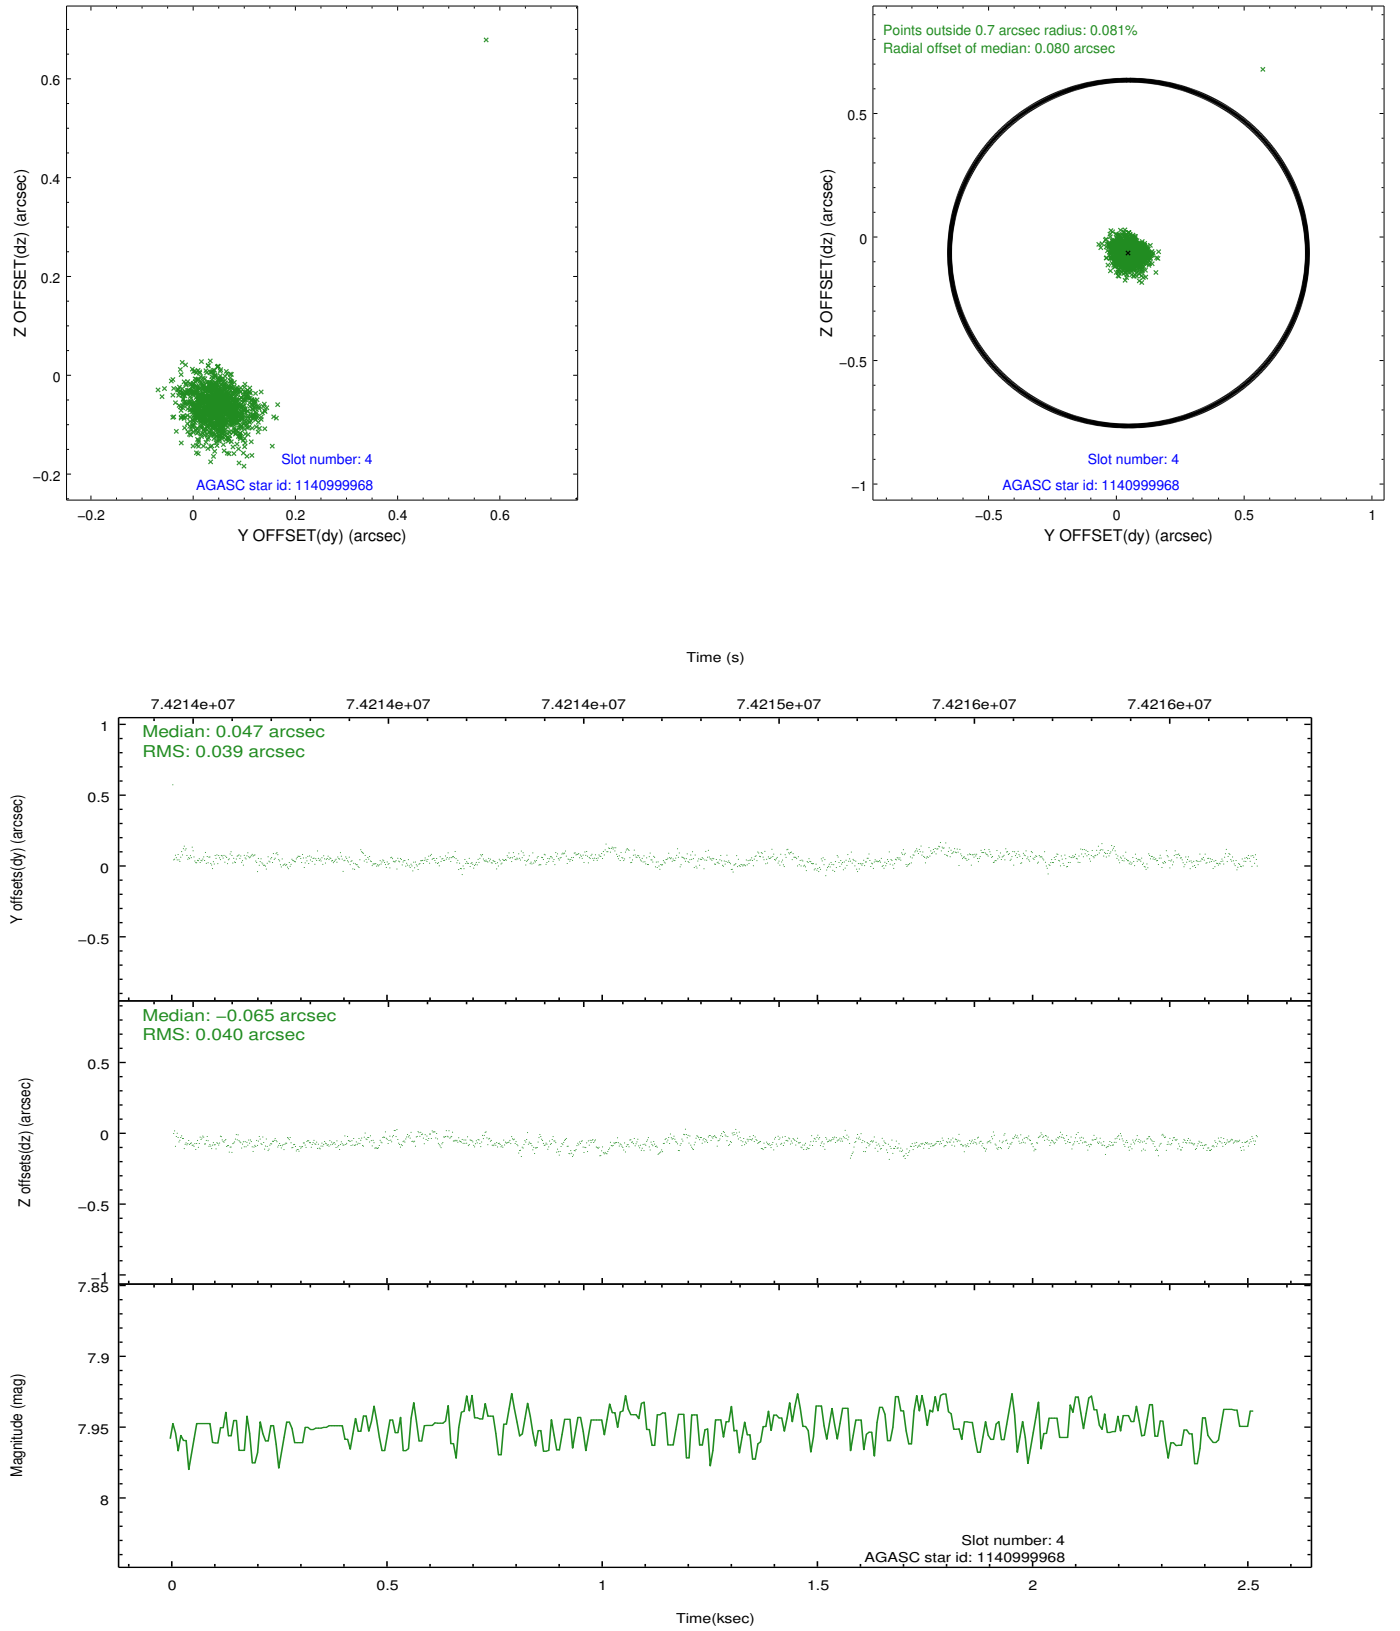 0.6
0.4
0.2
0
−0.2
Z OFFSET(dz) (arcsec)
Slot number: 4
AGASC star id: 1140999968
−0.2 0 0.2 0.4 0.6
Y OFFSET(dy) (arcsec)
Points outside 0.7 arcsec radius: 0.081%
Radial offset of median: 0.080 arcsec
0.5
0
−0.5
−1
Z OFFSET(dz) (arcsec)
Slot number: 4
AGASC star id: 1140999968
−0.5 0 0.5 1
Y OFFSET(dy) (arcsec)
Time (s)
7.4214e+07 7.4214e+07 7.4214e+07 7.4215e+07 7.4216e+07 7.4216e+07
Median: 0.047 arcsec
RMS: 0.039 arcsec
1
0.5
0
−0.5
Y offsets(dy) (arcsec)
Median: −0.065 arcsec
RMS: 0.040 arcsec
0.5
0
−0.5
−1
Z offsets(dz) (arcsec)
7.85
7.9
7.95
8
Magnitude (mag)
Slot number: 4
AGASC star id: 1140999968
0 0.5 1 1.5 2 2.5
Time(ksec)